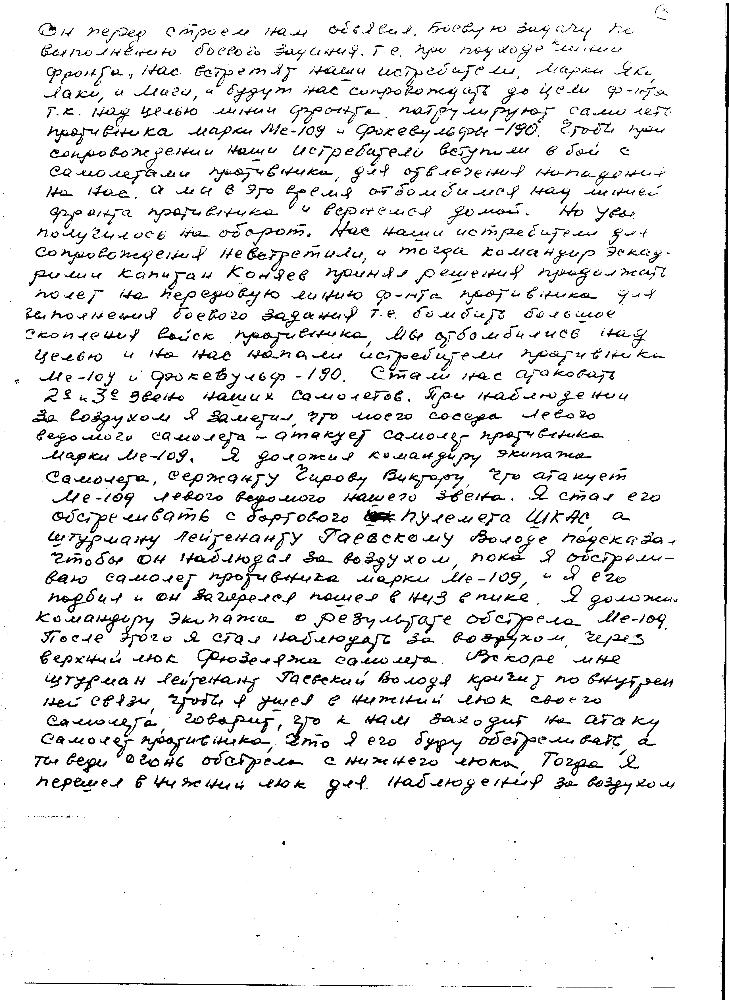 3
Он перед строем нам обьявил. Боевую задачу по
выполнению боевого задания. т.е. при подходе к линии
фронта, нас встретят наши истребители, марки Яки,
Лаки, и Миги, и будут нас сопровождать до цели ф-нта
т.к. над целью линии фронта, патрулируют самолеты
противника марки Ме-109 и Фокевульфы-190. Чтобы при
сопровождении наши истребители вступили в бой с
самолетами противника, для отвлечения нападения
на нас. а мы в это время отбомбимся над линией
фронта противника и вернемся домой. Но увы
получилось на оборот. Нас наши истребители для
сопровождения невстретили, и тогда командир эскад-
рилии капитан Коняев принял решения продолжать
полет на передовую линию ф-нта противника для
выполнения боевого задания т.е. бомбить большое
скопления войск противника, Мы отбомбились над
целью и на нас напали истребители противника
Ме-109 и фокевульф-190. Стали нас атаковать
2е и 3е звено наших самолетов. При наблюдении
за воздухом я заметил, что моего соседа левого
ведомого самолета - атакует самолет противника
марки Ме-109. Я доложил командиру экипажа
самолета, сержанту Чирову Виктору, что атакует
Ме-109 левого ведомого нашего звена. Я стал его
обстреливать с бортового пулемета ШКАС, а
штурману лейтенанту Гаевскому Володе подсказал
чтобы он наблюдал за воздухом, пока я обстрели-
ваю самолет противника марки Ме-109, и я его
подбил и он загорелся пошел в низ в пике. Я доложил
командиру экипажа о результате обстрела Ме-109.
После этого я стал наблюдать за воздухом, через
верхний люк фюзеляжа самолета. Вскоре мне
штурман лейтенант Гаевский Володя кричит по внутрен
ней связи, чтобы я ушел в нижний люк своего
самолета, говорит, что к нам заходит на атаку
самолет противника, что я его буду обстреливать, а
ты веди огонь обстрела с нижнего люка, Тогда я
перешел в нижний люк для наблюдения за воздухом